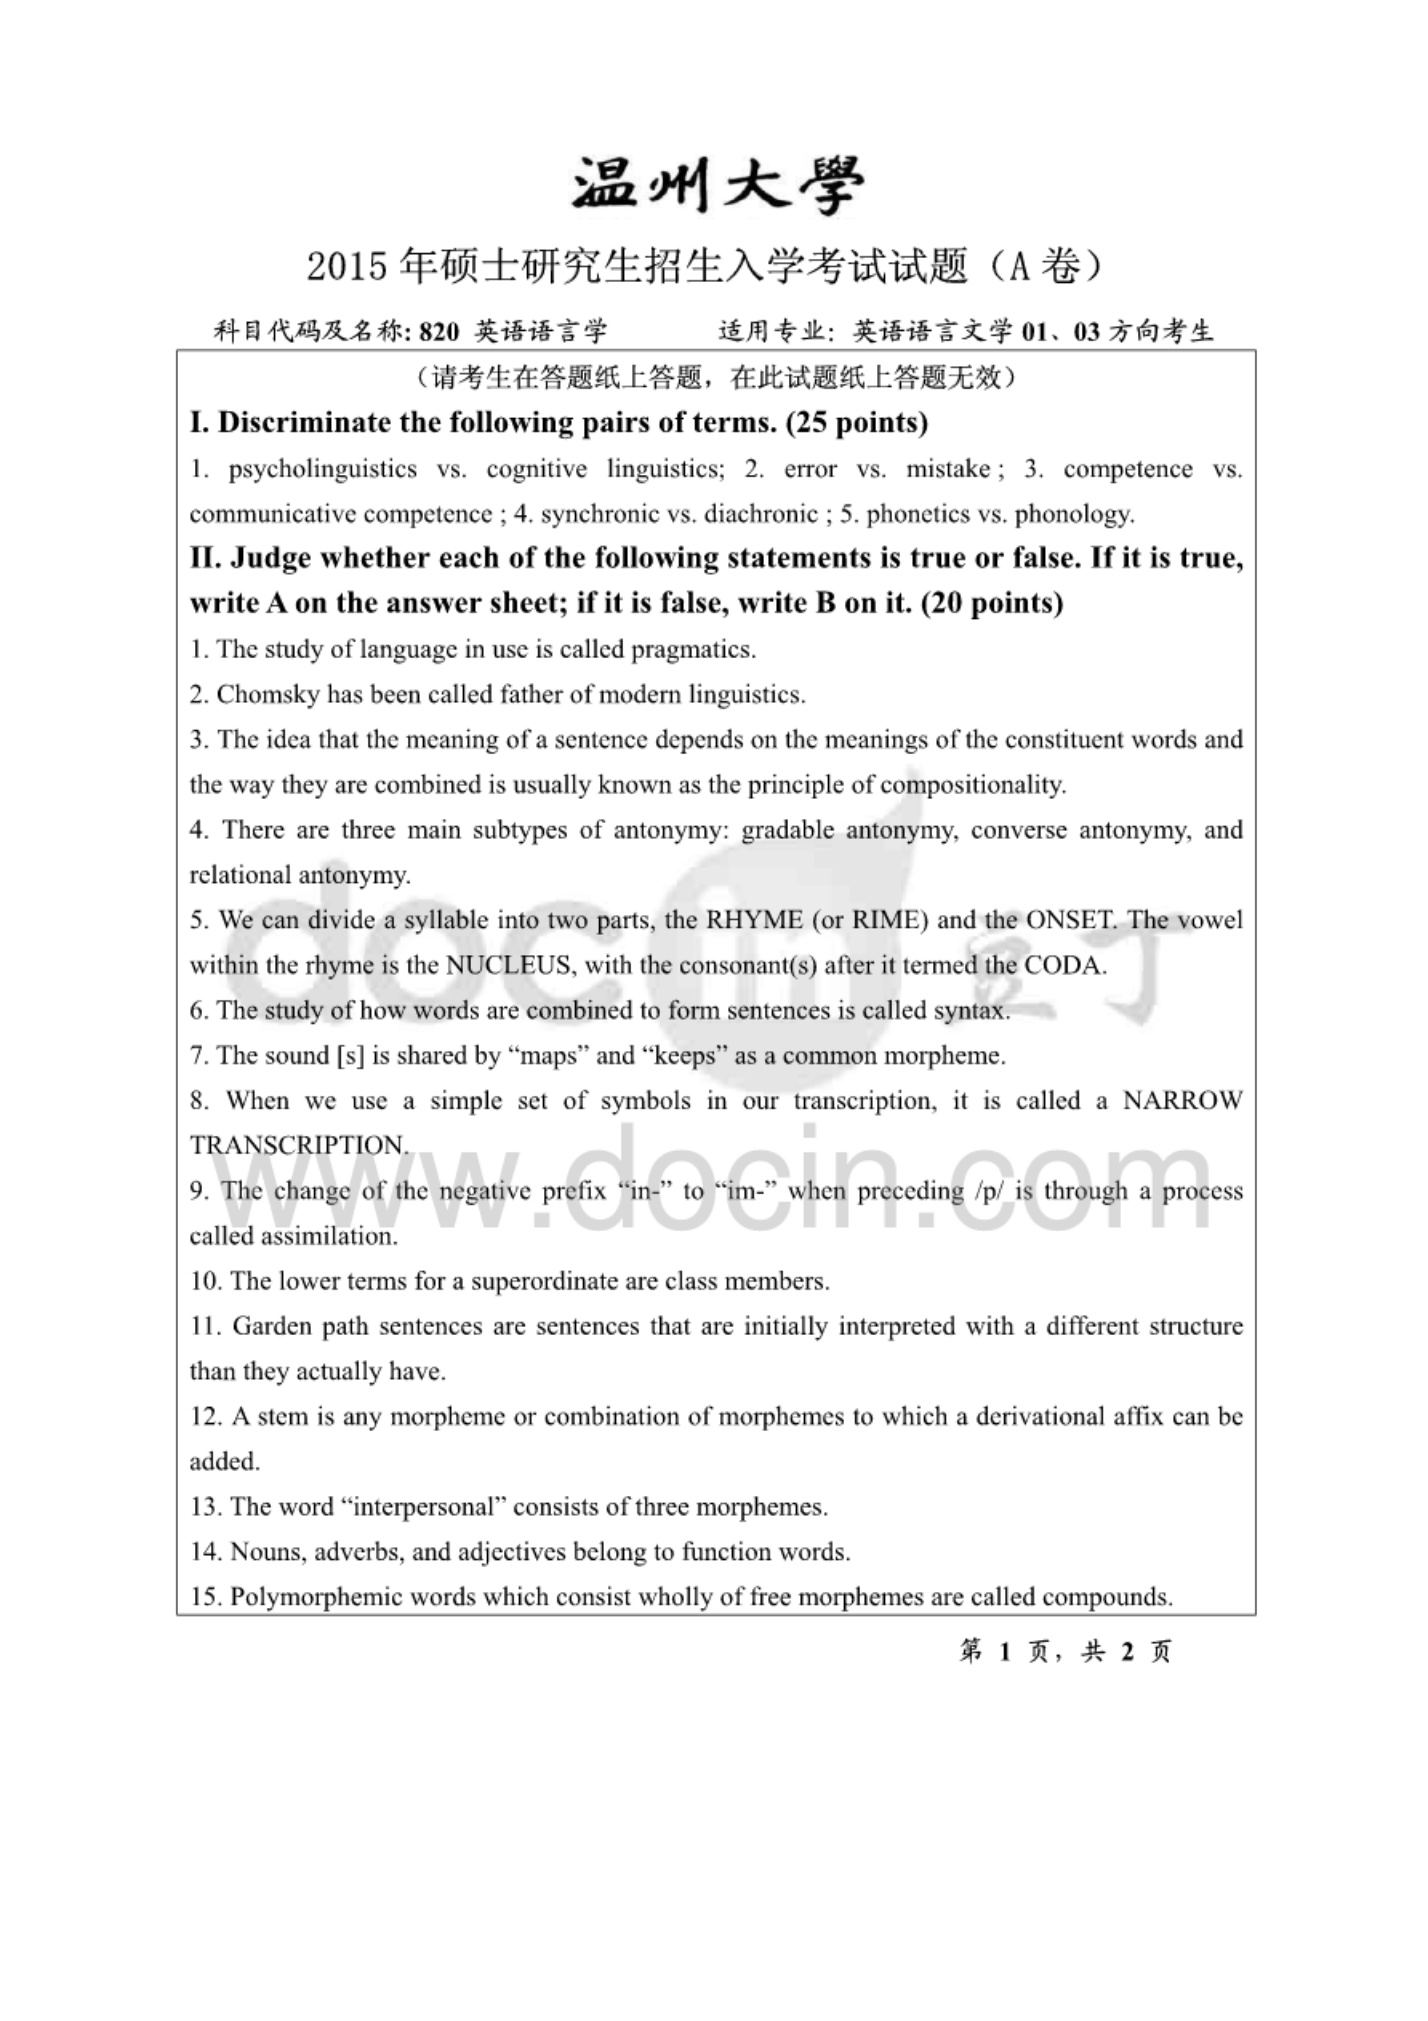 温州大學
2015 年硕士研究生招生入学考试试题（A 卷）
科目代码及名称: 820 英语语言学 适用专业: 英语语言文学 01、03 方向考生
（请考生在答题纸上答题，在此试题纸上答题无效）
I. Discriminate the following pairs of terms. (25 points)
1. psycholinguistics vs. cognitive linguistics; 2. error vs. mistake ; 3. competence vs.
communicative competence ; 4. synchronic vs. diachronic ; 5. phonetics vs. phonology.
II. Judge whether each of the following statements is true or false. If it is true,
write A on the answer sheet; if it is false, write B on it. (20 points)
1. The study of language in use is called pragmatics.
2. Chomsky has been called father of modern linguistics.
3. The idea that the meaning of a sentence depends on the meanings of the constituent words and
the way they are combined is usually known as the principle of compositionality.
4. There are three main subtypes of antonymy: gradable antonymy, converse antonymy, and
relational antonymy.
5. We can divide a syllable into two parts, the RHYME (or RIME) and the ONSET. The vowel
within the rhyme is the NUCLEUS, with the consonant(s) after it termed the CODA.
6. The study of how words are combined to form sentences is called syntax.
7. The sound [s] is shared by “maps” and “keeps” as a common morpheme.
8. When we use a simple set of symbols in our transcription, it is called a NARROW
TRANSCRIPTION.
9. The change of the negative prefix “in-” to “im-” when preceding /p/ is through a process
called assimilation.
10. The lower terms for a superordinate are class members.
11. Garden path sentences are sentences that are initially interpreted with a different structure
than they actually have.
12. A stem is any morpheme or combination of morphemes to which a derivational affix can be
added.
13. The word “interpersonal” consists of three morphemes.
14. Nouns, adverbs, and adjectives belong to function words.
15. Polymorphemic words which consist wholly of free morphemes are called compounds.
第 1 页，共 2 页
docin 豆丁
www.docin.com